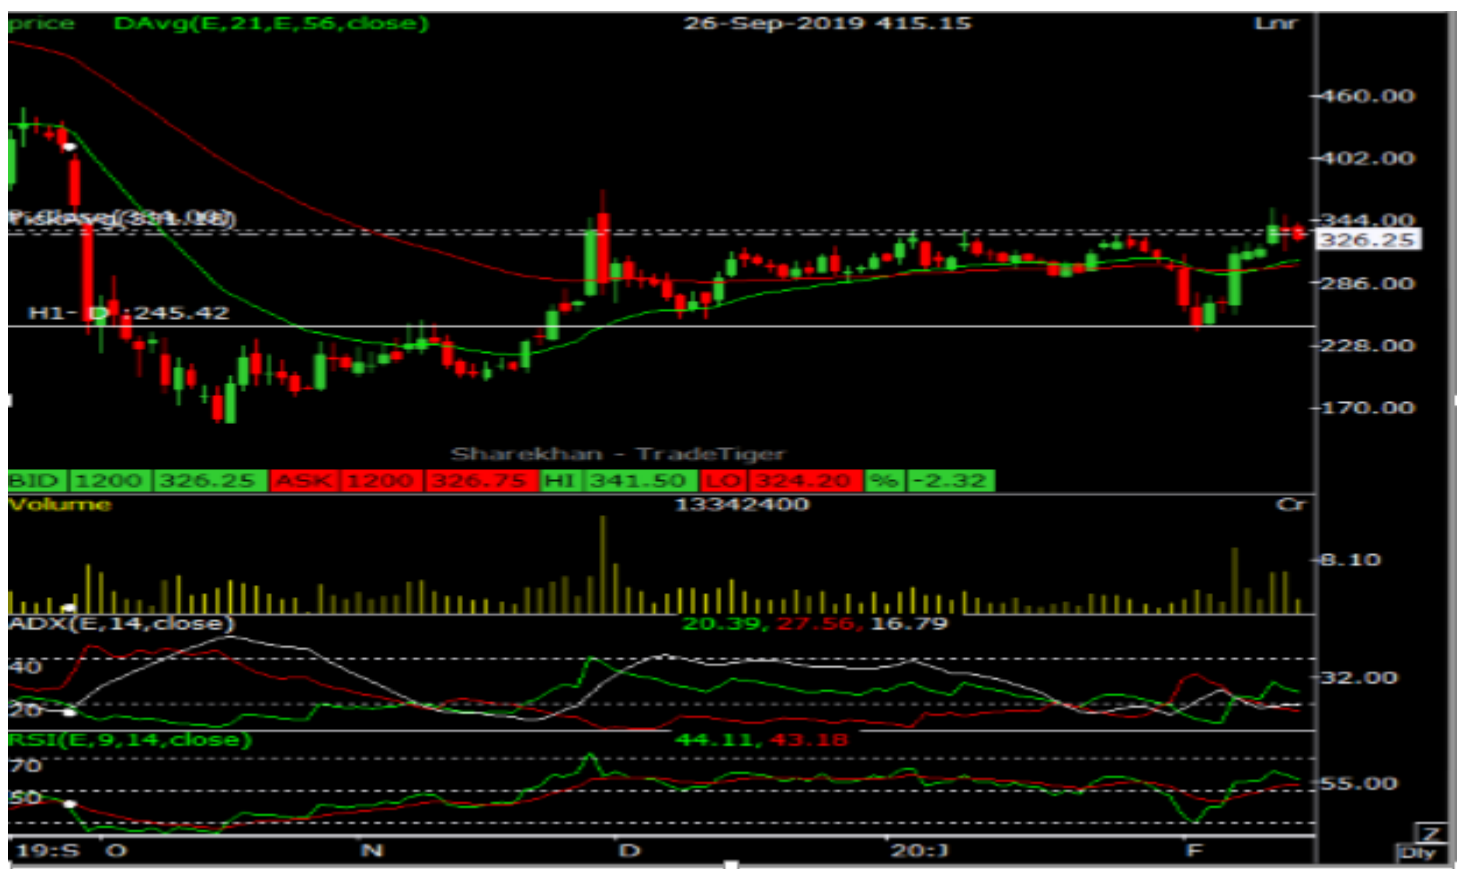 price DAvg(E,21,E,56,close) 26-Sep-2019 415.15 Lnr
460.00
402.00
344.00
326.25
286.00
H1- D :245.42
228.00
170.00
Sharekhan - TradeTiger
BID 1200 326.25 ASK 1200 326.75 HI 341.50 LO 324.20 % -2.32
Volume 13342400 Cr
8.10
ADX(E,14,close) 20.39, 27.56, 16.79
40
32.00
20
RSI(E,9,14,close) 44.11, 43.18
70
55.00
50
Z
19:S O N D 20:J F Dly